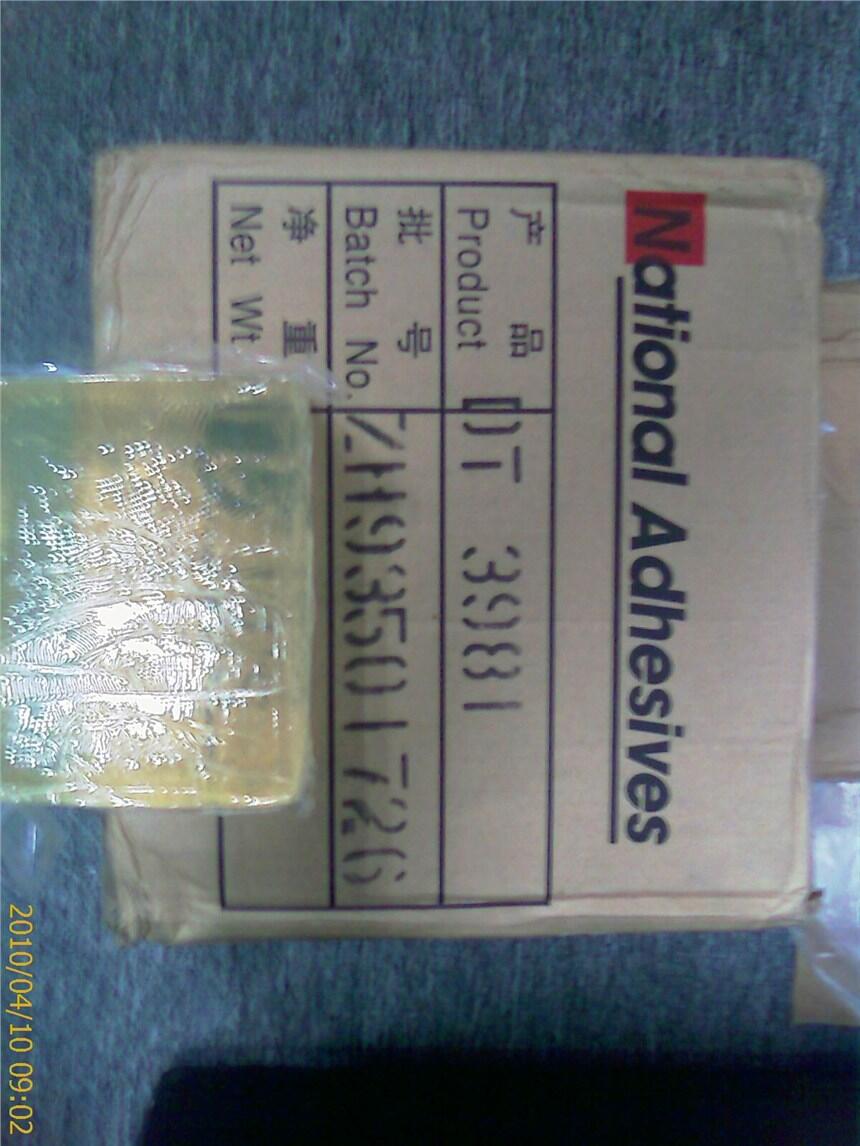 National Adhesives
产 品
Product
DT 3981
批 号
Batch No.
ZH93501726
净 重
Net Wt
2010/04/10 09:02